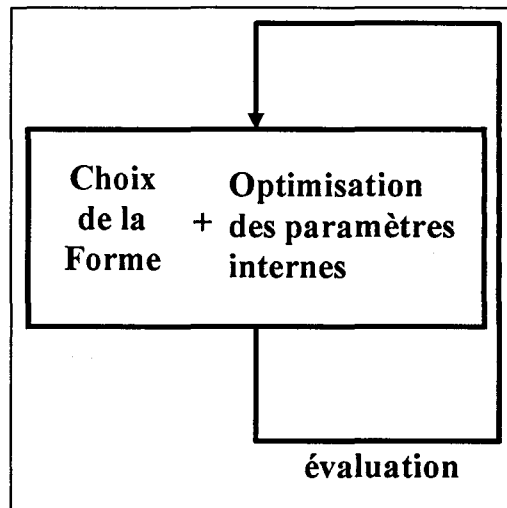 Choix
de la
Forme
+
Optimisation
des paramètres
internes
évaluation